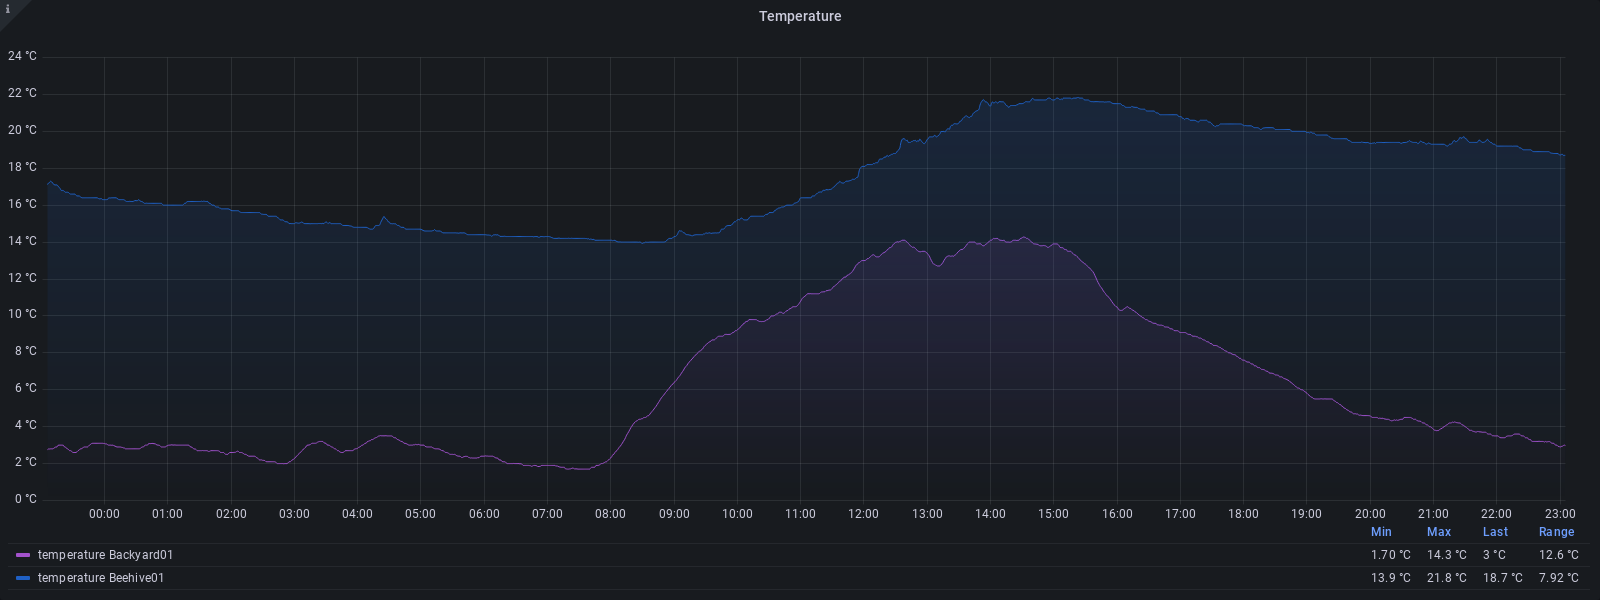 i
Temperature
24 °C
22 °C
20 °C
18 °C
16 °C
14 °C
12 °C
10 °C
8 °C
6 °C
4 °C
2 °C
0 °C
00:00 01:00 02:00 03:00 04:00 05:00 06:00 07:00 08:00 09:00 10:00 11:00 12:00 13:00 14:00 15:00 16:00 17:00 18:00 19:00 20:00 21:00 22:00 23:00
Min Max Last Range
temperature Backyard01 1.70 °C 14.3 °C 3 °C 12.6 °C
temperature Beehive01 13.9 °C 21.8 °C 18.7 °C 7.92 °C